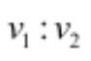 v₁ : v₂